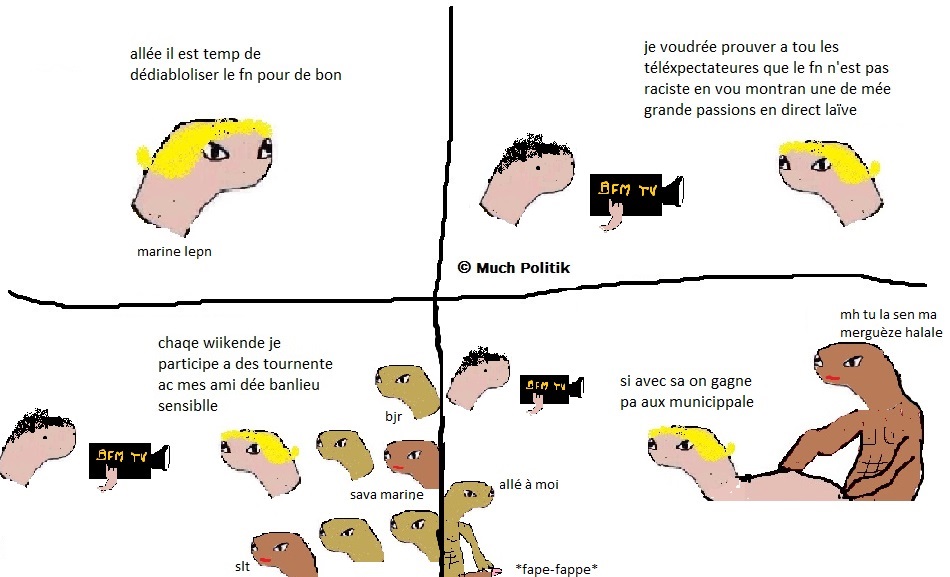 allée il est temp de
dédiabloliser le fn pour de bon
marine lepn
je voudrée prouver a tou les
téléxpectateures que le fn n'est pas
raciste en vou montran une de mée
grande passions en direct laïve
BFM TV
© Much Politik
chaqe wiikende je
participe a des tournente
ac mes ami dée banlieu
sensiblle
bjr
BFM TV
sava marine
slt
BFM TV
mh tu la sen ma
merguèze halale
si avec sa on gagne
pa aux municippale
allé à moi
*fape-fappe*